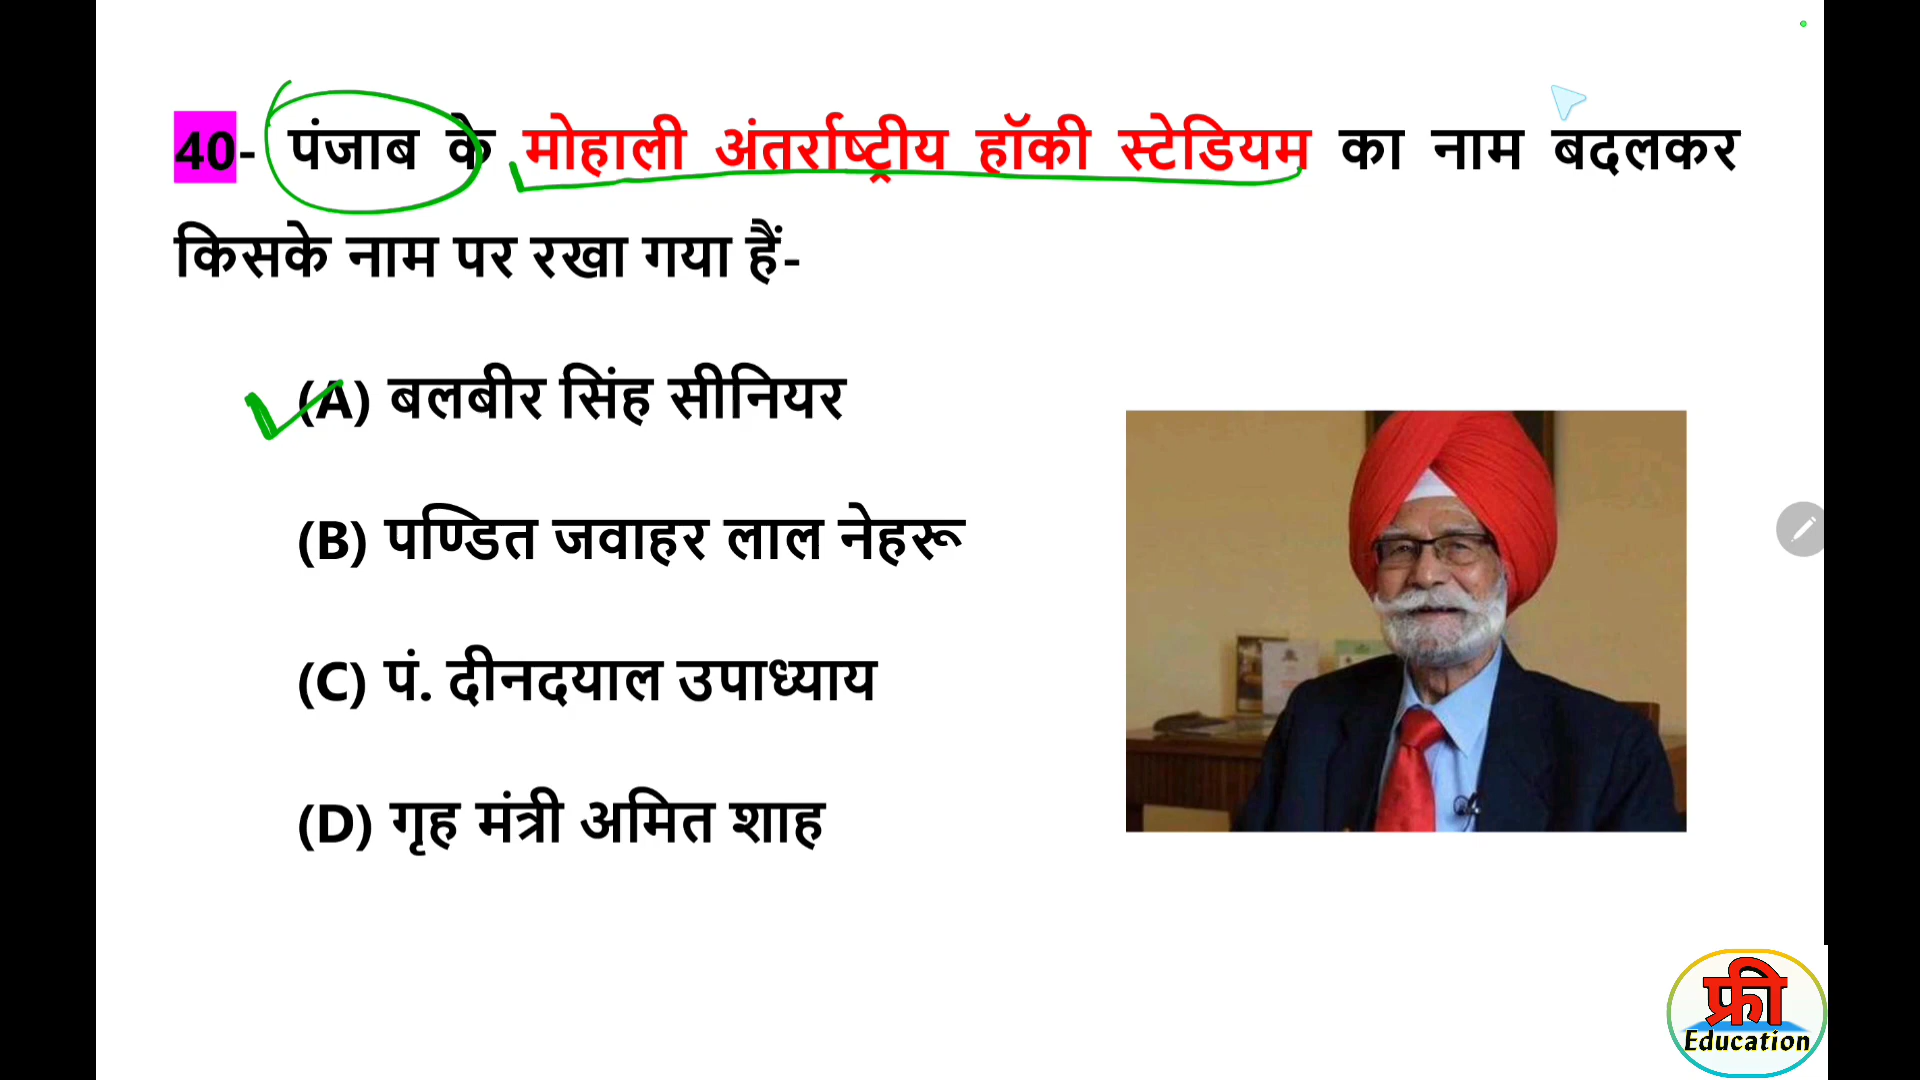 40- पंजाब के मोहाली अंतर्राष्ट्रीय हॉकी स्टेडियम का नाम बदलकर
किसके नाम पर रखा गया हैं-
(A) बलबीर सिंह सीनियर
(B) पण्डित जवाहर लाल नेहरू
(C) पं. दीनदयाल उपाध्याय
(D) गृह मंत्री अमित शाह
फ्री
Education